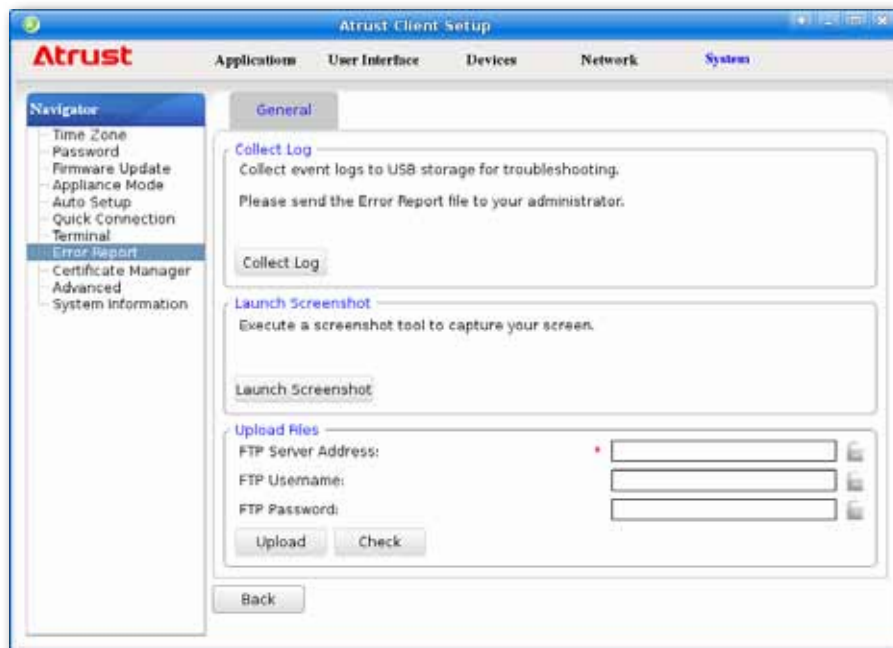 Atrust Client Setup
Atrust
Applications User Interface Devices Network System
Navigator
Time Zone
Password
Firmware Update
Appliance Mode
Auto Setup
Quick Connection
Terminal
Error Report
Certificate Manager
Advanced
System Information
General
Collect Log
Collect event logs to USB storage for troubleshooting.
Please send the Error Report file to your administrator.
Collect Log
Launch Screenshot
Execute a screenshot tool to capture your screen.
Launch Screenshot
Upload Files
FTP Server Address: *
FTP Username:
FTP Password:
Upload Check
Back